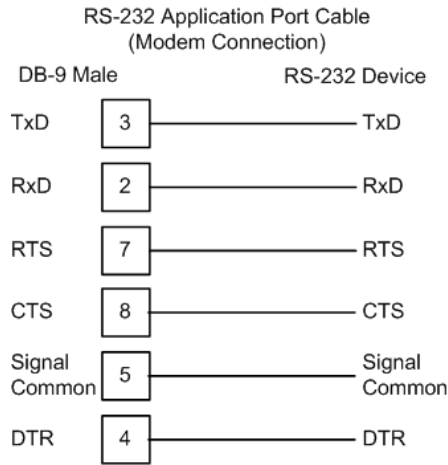 RS-232 Application Port Cable
(Modem Connection)
DB-9 Male RS-232 Device
TxD 3 TxD
RxD 2 RxD
RTS 7 RTS
CTS 8 CTS
Signal Common 5 Signal Common
DTR 4 DTR